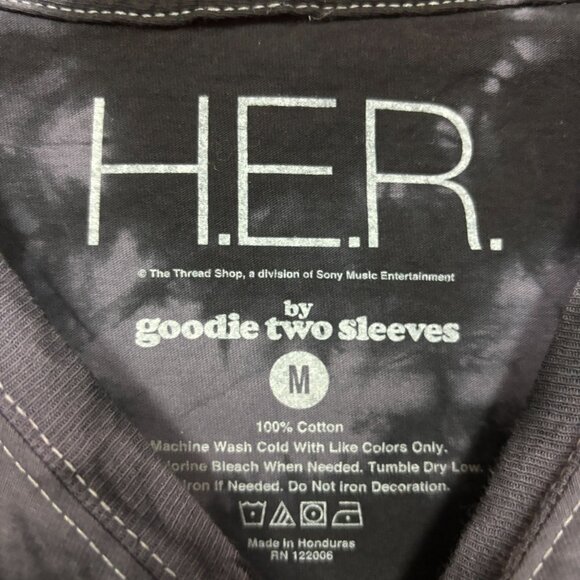 H.E.R.
© The Thread Shop, a division of Sony Music Entertainment
by
goodie two sleeves
M
100% Cotton
Machine Wash Cold With Like Colors Only.
Bleach When Needed. Tumble Dry Low.
Iron If Needed. Do Not Iron Decoration.
Made in Honduras
RN 122006